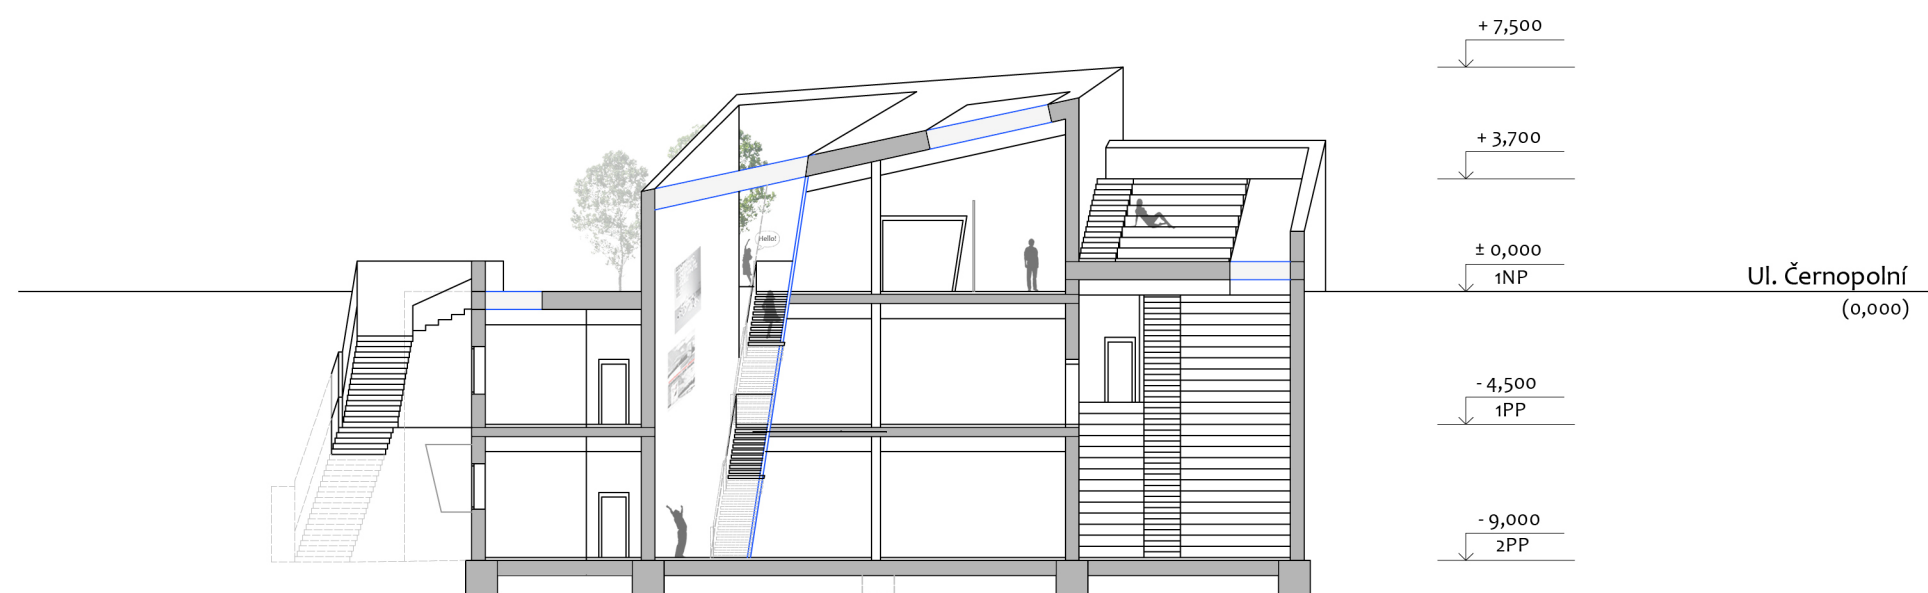 + 7,500
+ 3,700
± 0,000
1NP
Ul. Černopolní
(0,000)
- 4,500
1PP
- 9,000
2PP
Hello!